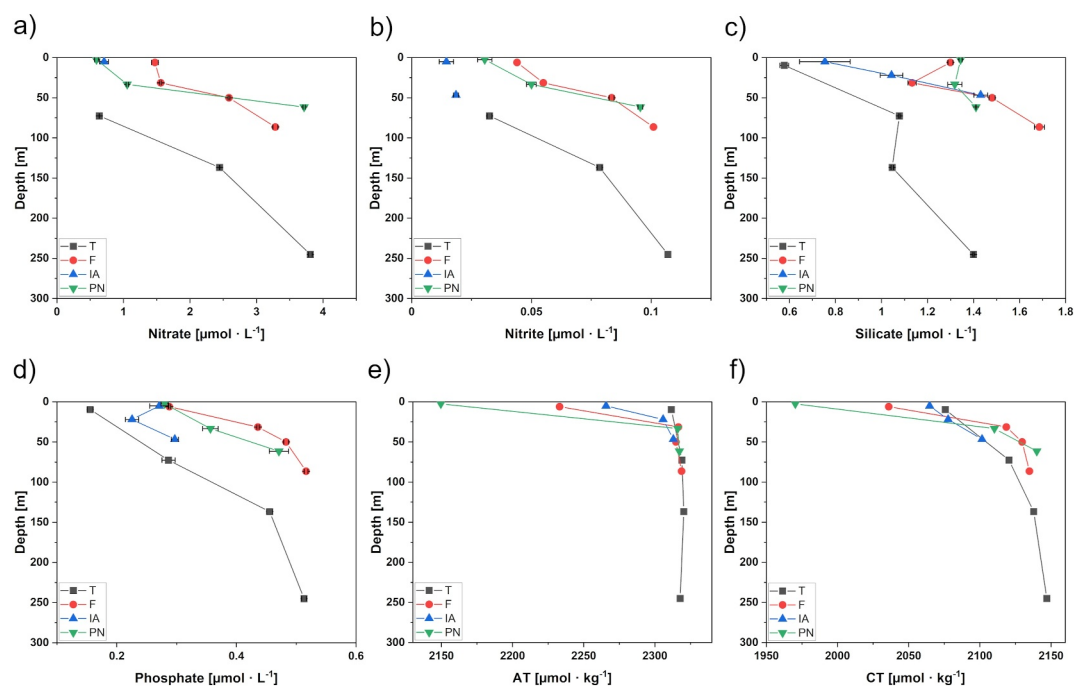 a)
0
50
100
150
200
250
300
Depth [m]
T
F
IA
PN
0 1 2 3 4
Nitrate [µmol · L-1]
b)
0
50
100
150
200
250
300
Depth [m]
T
F
IA
PN
0.05 0.1
Nitrite [µmol · L-1]
c)
0
50
100
150
200
250
300
Depth [m]
T
F
IA
PN
0.6 0.8 1 1.2 1.4 1.6 1.8
Silicate [µmol · L-1]
d)
0
50
100
150
200
250
300
Depth [m]
T
F
IA
PN
0.2 0.4 0.6
Phosphate [µmol · L-1]
e)
0
50
100
150
200
250
300
Depth [m]
T
F
IA
PN
2150 2200 2250 2300
AT [µmol · kg-1]
f)
0
50
100
150
200
250
300
Depth [m]
T
F
IA
PN
1950 2000 2050 2100 2150
CT [µmol · kg-1]